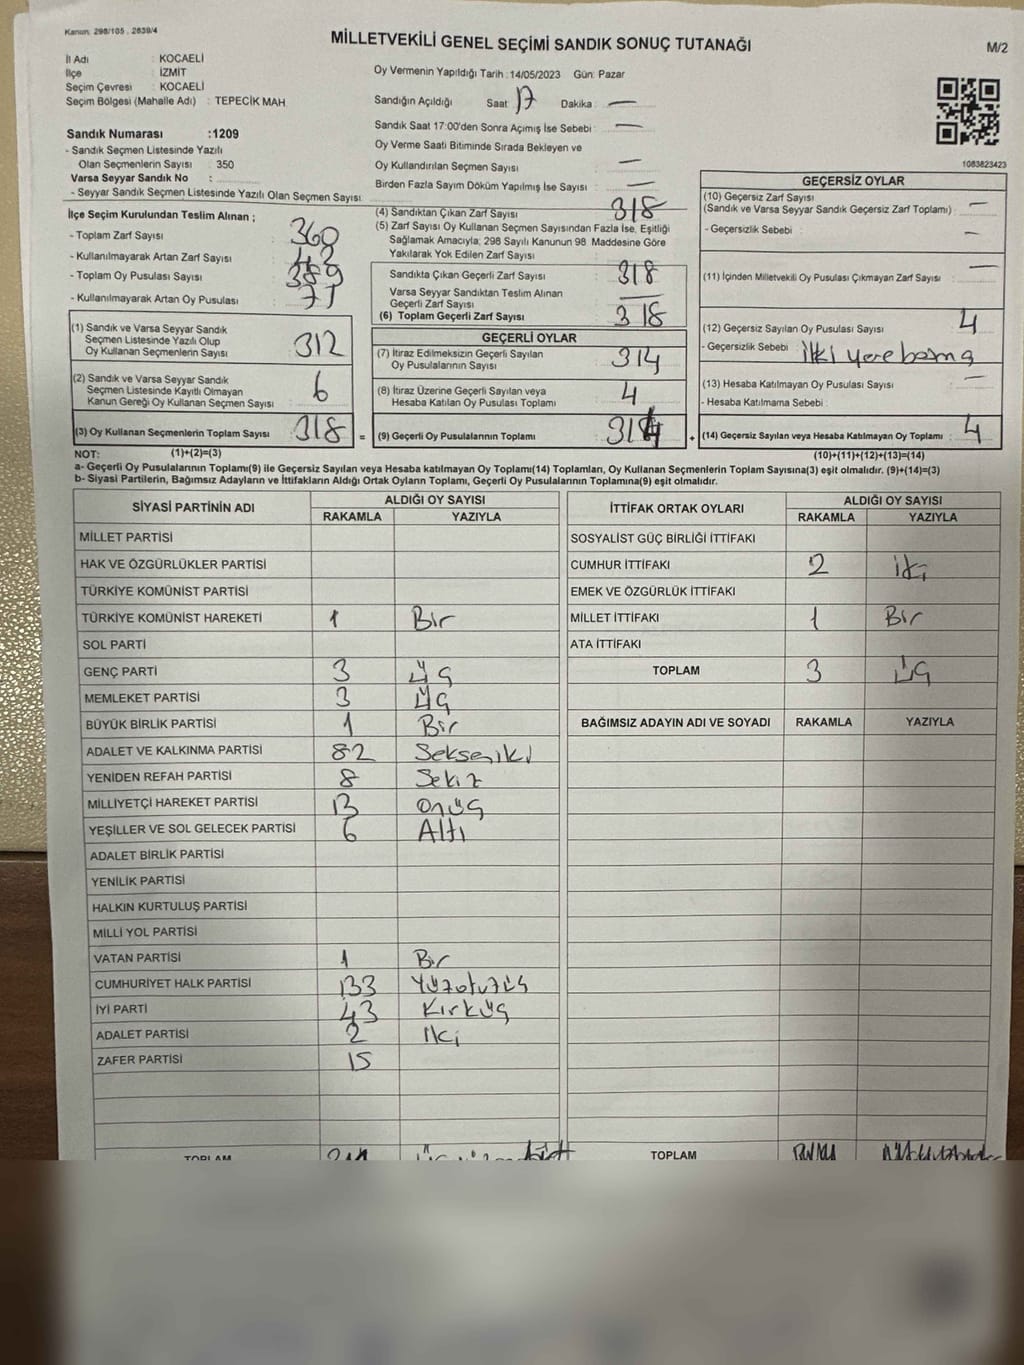 Kanun: 298/105 , 2839/4
MİLLETVEKİLİ GENEL SEÇİMİ SANDIK SONUÇ TUTANAĞI
M/2
İl Adı : KOCAELİ
İlçe : İZMİT
Seçim Çevresi : KOCAELİ
Seçim Bölgesi (Mahalle Adı) : TEPECİK MAH
Oy Vermenin Yapıldığı Tarih : 14/05/2023 Gün: Pazar
Sandığın Açıldığı Saat 17 Dakika : —
Sandık Saat 17:00'den Sonra Açımış İse Sebebi : —
Oy Verme Saati Bitiminde Sırada Bekleyen ve
Oy Kullandırılan Seçmen Sayısı : —
Birden Fazla Sayım Döküm Yapılmış İse Sayısı : —
1083823423
Sandık Numarası : 1209
- Sandık Seçmen Listesinde Yazılı
Olan Seçmenlerin Sayısı : 350
Varsa Seyyar Sandık No :
- Seyyar Sandık Seçmen Listesinde Yazılı Olan Seçmen Sayısı
İlçe Seçim Kurulundan Teslim Alınan ;
- Toplam Zarf Sayısı : 360
- Kullanılmayarak Artan Zarf Sayısı : 42
- Toplam Oy Pusulası Sayısı : 389
- Kullanılmayarak Artan Oy Pusulası : 71
(1) Sandık ve Varsa Seyyar Sandık
Seçmen Listesinde Yazılı Olup
Oy Kullanan Seçmenlerin Sayısı : 312
(2) Sandık ve Varsa Seyyar Sandık
Seçmen Listesinde Kayıtlı Olmayan
Kanun Gereği Oy Kullanan Seçmen Sayısı : 6
(3) Oy Kullanan Seçmenlerin Toplam Sayısı : 318 =
(4) Sandıktan Çıkan Zarf Sayısı : 318
(5) Zarf Sayısı Oy Kullanan Seçmen Sayısından Fazla İse, Eşitliği
Sağlamak Amacıyla; 298 Sayılı Kanunun 98 Maddesine Göre
Yakılarak Yok Edilen Zarf Sayısı :
Sandıkta Çıkan Geçerli Zarf Sayısı : 318
Varsa Seyyar Sandıktan Teslim Alınan
Geçerli Zarf Sayısı : —
(6) Toplam Geçerli Zarf Sayısı : 318
GEÇERLİ OYLAR
(7) İtiraz Edilmeksizin Geçerli Sayılan
Oy Pusulalarının Sayısı : 314
(8) İtiraz Üzerine Geçerli Sayılan veya
Hesaba Katılan Oy Pusulası Toplamı : 4
(9) Geçerli Oy Pusulalarının Toplamı : 314 +
GEÇERSİZ OYLAR
(10) Geçersiz Zarf Sayısı
(Sandık ve Varsa Seyyar Sandık Geçersiz Zarf Toplamı) : —
- Geçersizlik Sebebi : —
(11) İçinden Milletvekili Oy Pusulası Çıkmayan Zarf Sayısı : —
(12) Geçersiz Sayılan Oy Pusulası Sayısı : 4
- Geçersizlik Sebebi : iki yere basma
(13) Hesaba Katılmayan Oy Pusulası Sayısı : —
- Hesaba Katılmama Sebebi :
(14) Geçersiz Sayılan veya Hesaba Katılmayan Oy Toplamı : 4
NOT: (1)+(2)=(3) (10)+(11)+(12)+(13)=(14)
a- Geçerli Oy Pusulalarının Toplamı(9) ile Geçersiz Sayılan veya Hesaba katılmayan Oy Toplamı(14) Toplamları, Oy Kullanan Seçmenlerin Toplam Sayısına(3) eşit olmalıdır. (9)+(14)=(3)
b- Siyasi Partilerin, Bağımsız Adayların ve İttifakların Aldığı Ortak Oyların Toplamı, Geçerli Oy Pusulalarının Toplamına(9) eşit olmalıdır.
SİYASİ PARTİNİN ADI ALDIĞI OY SAYISI
RAKAMLA YAZIYLA
MİLLET PARTİSİ
HAK VE ÖZGÜRLÜKLER PARTİSİ
TÜRKİYE KOMÜNİST PARTİSİ
TÜRKİYE KOMÜNİST HAREKETİ 1 Bir
SOL PARTİ
GENÇ PARTİ 3 Üç
MEMLEKET PARTİSİ 3 Üç
BÜYÜK BİRLİK PARTİSİ 1 Bir
ADALET VE KALKINMA PARTİSİ 82 Sekseniki
YENİDEN REFAH PARTİSİ 8 Sekiz
MİLLİYETÇİ HAREKET PARTİSİ 13 Onüç
YEŞİLLER VE SOL GELECEK PARTİSİ 6 Altı
ADALET BİRLİK PARTİSİ
YENİLİK PARTİSİ
HALKIN KURTULUŞ PARTİSİ
MİLLİ YOL PARTİSİ
VATAN PARTİSİ 1 Bir
CUMHURİYET HALK PARTİSİ 133 Yüzotuzüç
İYİ PARTİ 43 Kırküç
ADALET PARTİSİ 2 İki
ZAFER PARTİSİ 15
TOPLAM
İTTİFAK ORTAK OYLARI ALDIĞI OY SAYISI
RAKAMLA YAZIYLA
SOSYALİST GÜÇ BİRLİĞİ İTTİFAKI
CUMHUR İTTİFAKI 2 iki
EMEK VE ÖZGÜRLÜK İTTİFAKI
MİLLET İTTİFAKI 1 Bir
ATA İTTİFAKI
TOPLAM 3 Üç
BAĞIMSIZ ADAYIN ADI VE SOYADI RAKAMLA YAZIYLA
TOPLAM